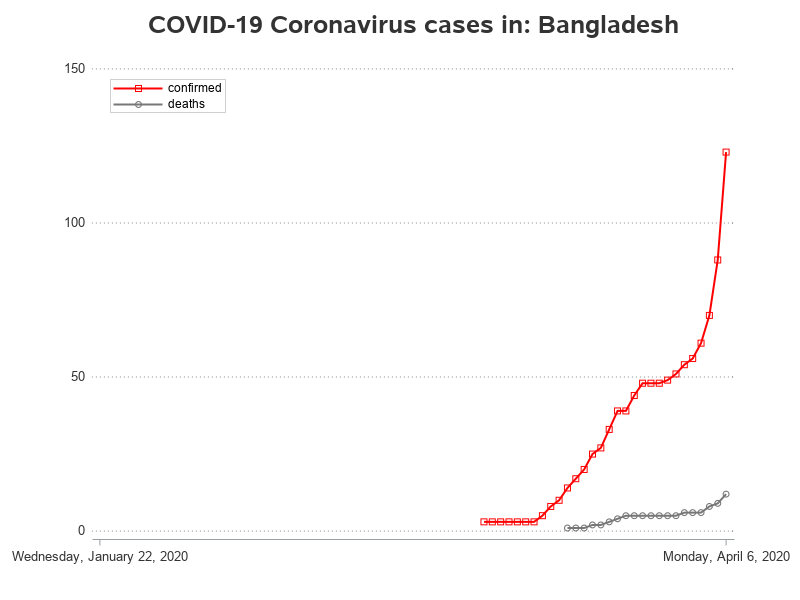 COVID-19 Coronavirus cases in: Bangladesh
150
confirmed
deaths
100
50
0
Wednesday, January 22, 2020
Monday, April 6, 2020